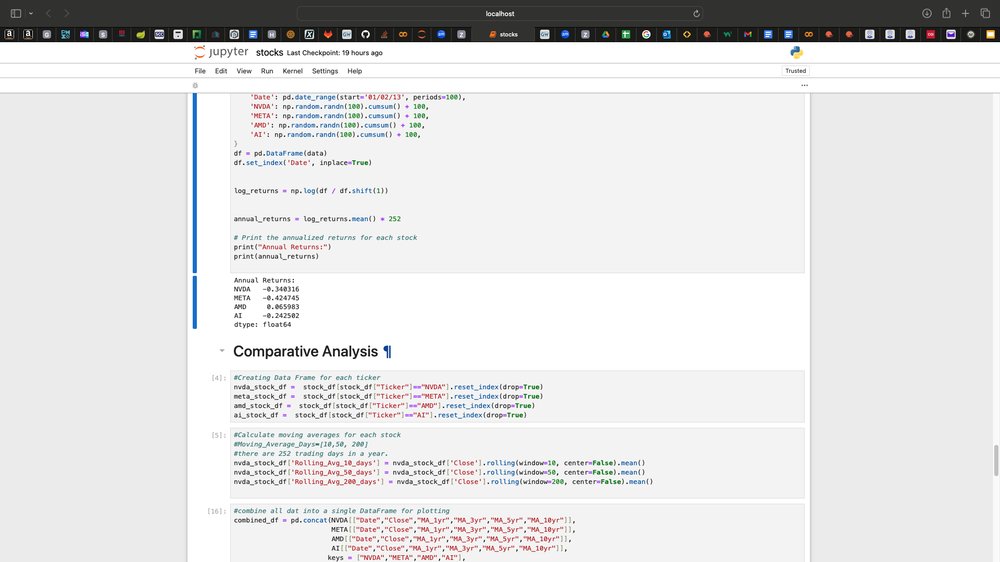 localhost
stocks
jupyter stocks Last Checkpoint: 19 hours ago
File Edit View Run Kernel Settings Help
Trusted
'Date': pd.date_range(start='01/02/13', periods=100),
'NVDA': np.random.randn(100).cumsum() + 100,
'META': np.random.randn(100).cumsum() + 100,
'AMD': np.random.randn(100).cumsum() + 100,
'AI': np.random.randn(100).cumsum() + 100,
}
df = pd.DataFrame(data)
df.set_index('Date', inplace=True)
log_returns = np.log(df / df.shift(1))
annual_returns = log_returns.mean() * 252
# Print the annualized returns for each stock
print("Annual Returns:")
print(annual_returns)
Annual Returns:
NVDA   -0.340316
META   -0.424745
AMD     0.065983
AI     -0.242502
dtype: float64
Comparative Analysis ¶
[4]:
#Creating Data Frame for each ticker
nvda_stock_df =  stock_df[stock_df["Ticker"]=="NVDA"].reset_index(drop=True)
meta_stock_df =  stock_df[stock_df["Ticker"]=="META"].reset_index(drop=True)
amd_stock_df =  stock_df[stock_df["Ticker"]=="AMD"].reset_index(drop=True)
ai_stock_df =  stock_df[stock_df["Ticker"]=="AI"].reset_index(drop=True)
[5]:
#Calculate moving averages for each stock
#Moving_Average_Days=[10,50, 200]
#there are 252 trading days in a year.
nvda_stock_df['Rolling_Avg_10_days'] = nvda_stock_df['Close'].rolling(window=10, center=False).mean()
nvda_stock_df['Rolling_Avg_50_days'] = nvda_stock_df['Close'].rolling(window=50, center=False).mean()
nvda_stock_df['Rolling_Avg_200_days'] = nvda_stock_df['Close'].rolling(window=200, center=False).mean()
[16]:
#combine all dat into a single DataFrame for plotting
combined_df = pd.concat(NVDA[["Date","Close","MA_1yr","MA_3yr","MA_5yr","MA_10yr"]],
META[["Date","Close","MA_1yr","MA_3yr","MA_5yr","MA_10yr"]],
AMD[["Date","Close","MA_1yr","MA_3yr","MA_5yr","MA_10yr"]],
AI[["Date","Close","MA_1yr","MA_3yr","MA_5yr","MA_10yr"]],
keys = ["NVDA","META","AMD","AI"],